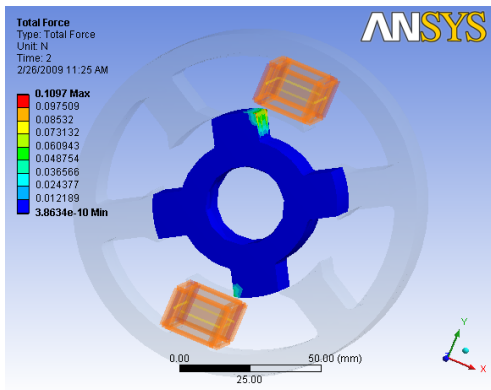 Total Force
Type: Total Force
Unit: N
Time: 2
2/26/2009 11:25 AM
ANSYS
0.1097 Max
0.097509
0.08532
0.073132
0.060943
0.048754
0.036566
0.024377
0.012189
3.8634e-10 Min
0.00
50.00 (mm)
25.00
Y
X